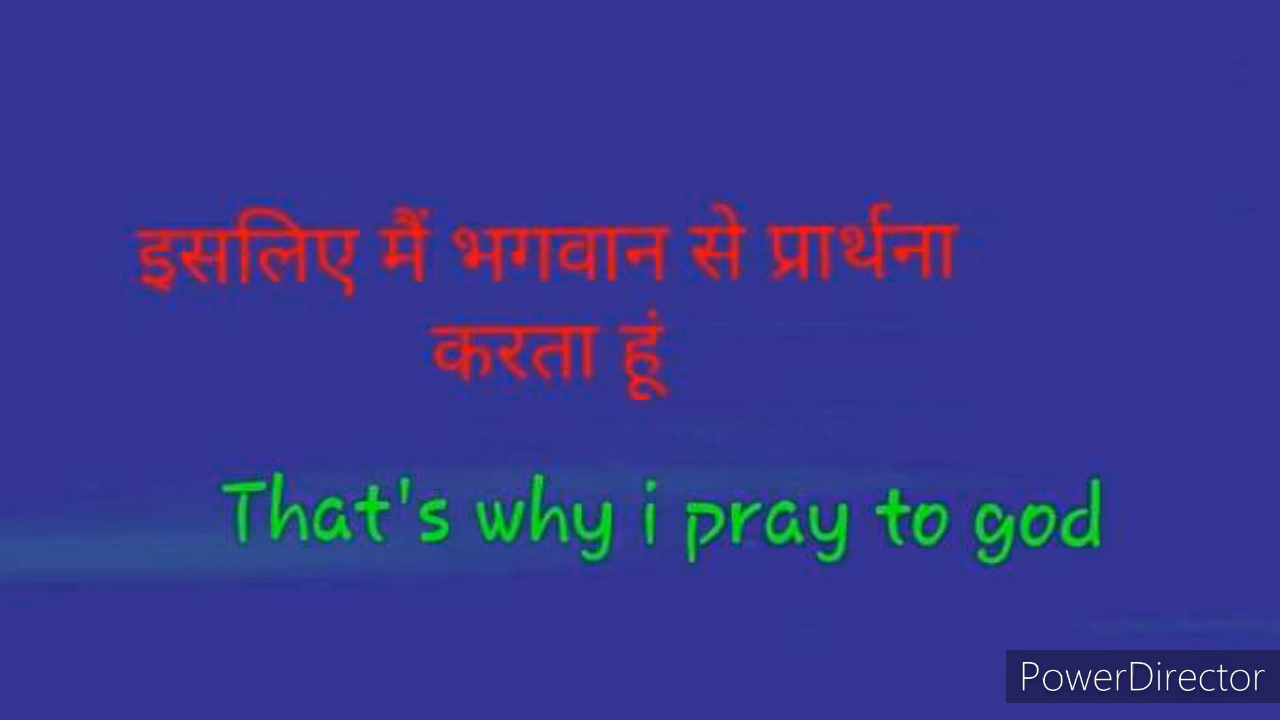 इसलिए मैं भगवान से प्रार्थना
करता हूं
That's why i pray to god
PowerDirector